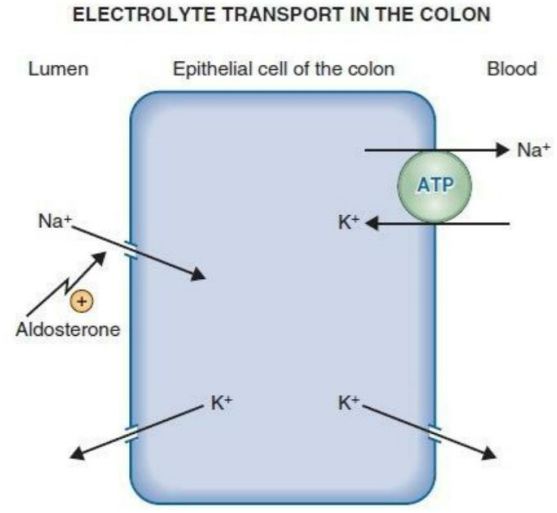 ELECTROLYTE TRANSPORT IN THE COLON
Lumen Epithelial cell of the colon Blood
Na⁺
ATP
K⁺
Na⁺
+
Aldosterone
K⁺ K⁺